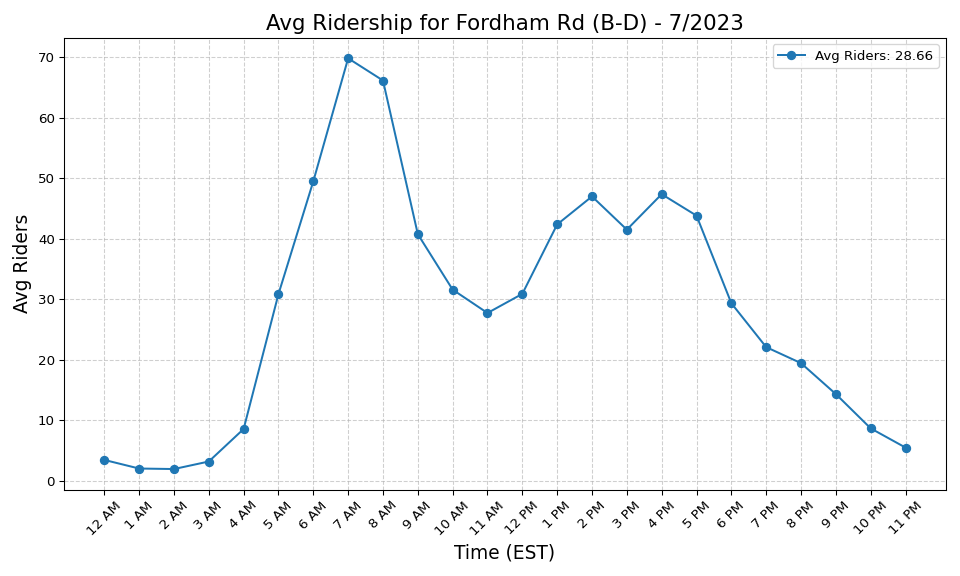 Avg Ridership for Fordham Rd (B-D) - 7/2023
Avg Riders: 28.66
Avg Riders
70
60
50
40
30
20
10
0
12 AM
1 AM
2 AM
3 AM
4 AM
5 AM
6 AM
7 AM
8 AM
9 AM
10 AM
11 AM
12 PM
1 PM
2 PM
3 PM
4 PM
5 PM
6 PM
7 PM
8 PM
9 PM
10 PM
11 PM
Time (EST)